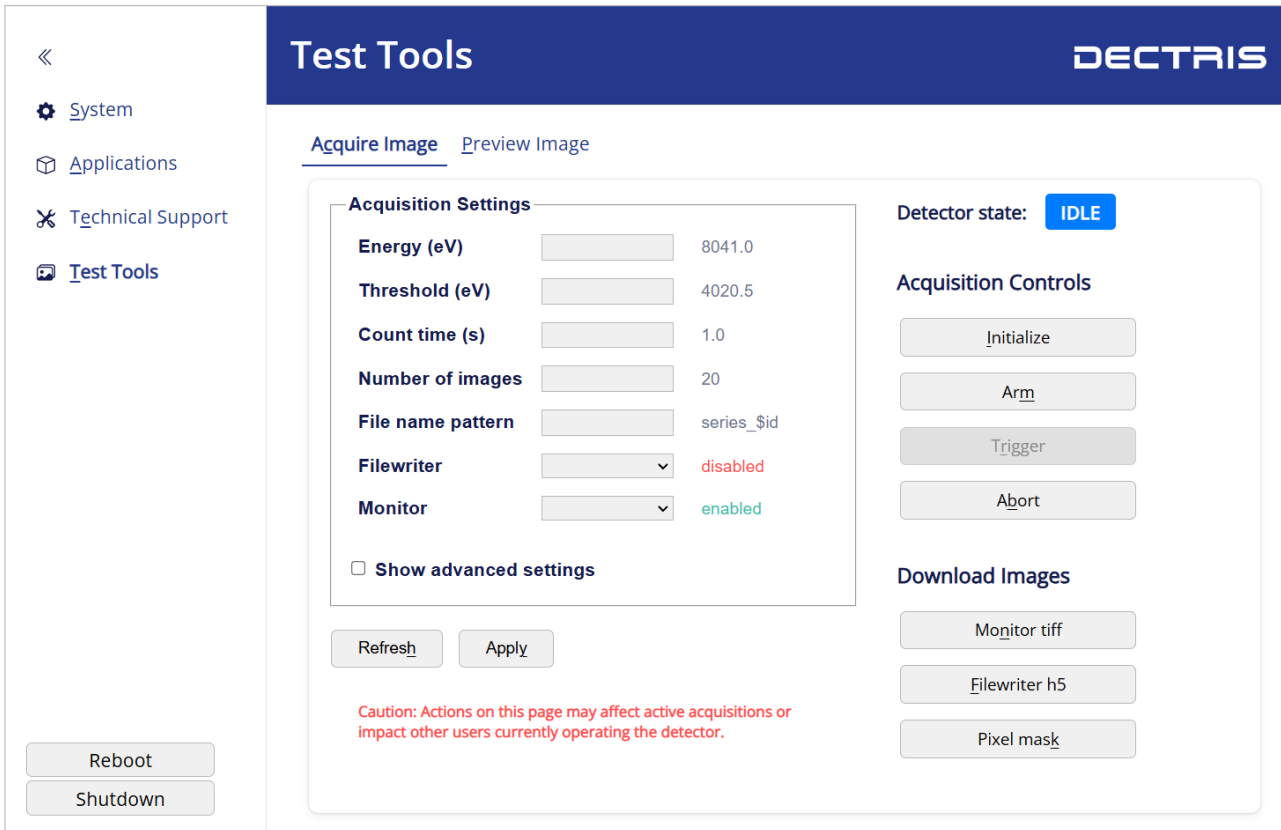 Test Tools
DECTRIS
System
Applications
Technical Support
Test Tools
Reboot
Shutdown
Acquire Image Preview Image
Acquisition Settings
Energy (eV) 8041.0
Threshold (eV) 4020.5
Count time (s) 1.0
Number of images 20
File name pattern series_$id
Filewriter disabled
Monitor enabled
Show advanced settings
Refresh Apply
Caution: Actions on this page may affect active acquisitions or
impact other users currently operating the detector.
Detector state: IDLE
Acquisition Controls
Initialize
Arm
Trigger
Abort
Download Images
Monitor tiff
Filewriter h5
Pixel mask